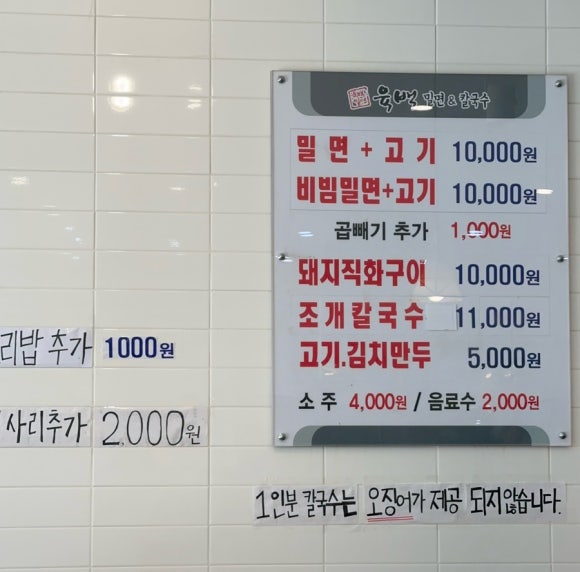 육백 밀면 & 칼국수
밀면 + 고기 10,000원
비빔밀면+고기 10,000원
곱빼기 추가 1,000원
돼지직화구이 10,000원
조개칼국수 11,000원
고기.김치만두 5,000원
소주 4,000원 / 음료수 2,000원
리밥 추가 1000원
사리추가 2,000원
1인분 칼국수는 오징어가 제공 되지않습니다.